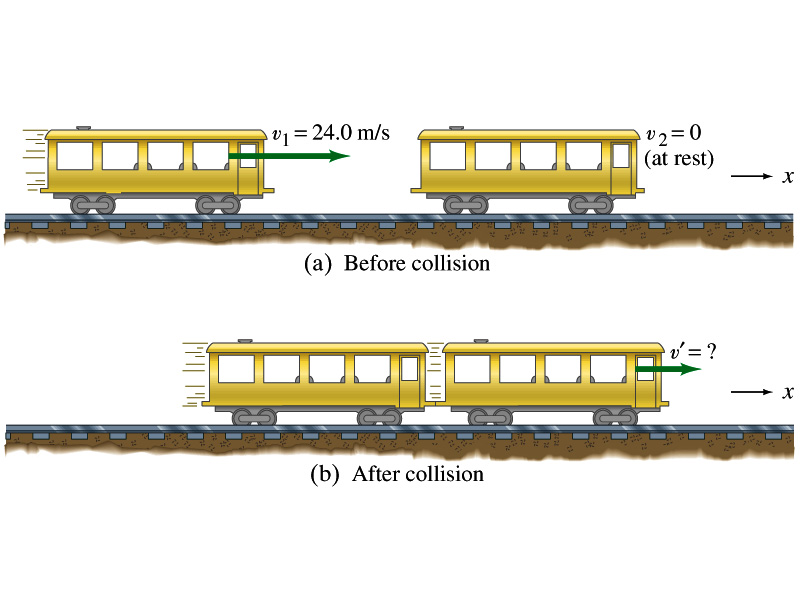 v₁ = 24.0 m/s
v₂ = 0
(at rest)
x
(a) Before collision
v′ = ?
x
(b) After collision